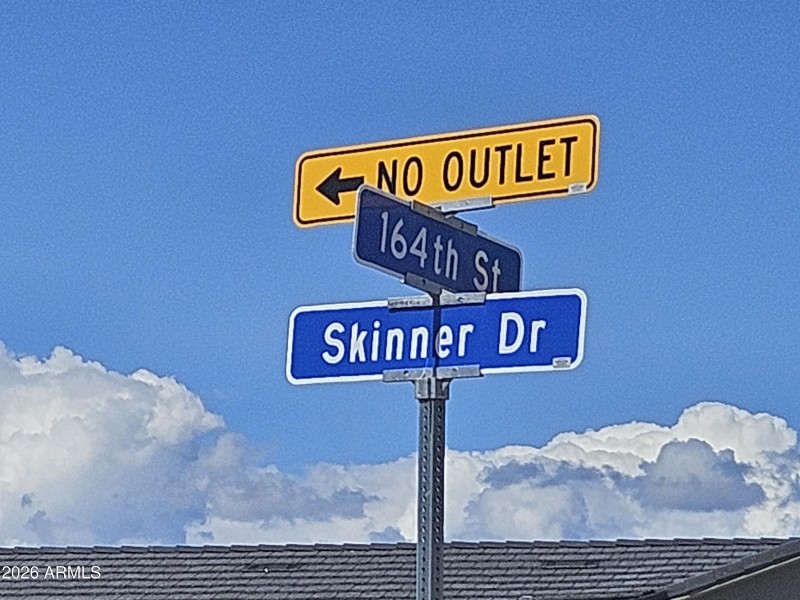 NO OUTLET
164th St
Skinner Dr
2026 ARMLS